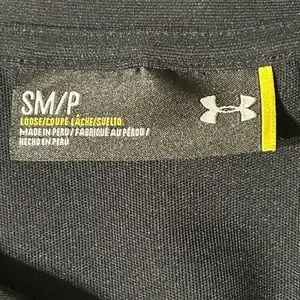 SM/P
LOOSE/COUPE LÂCHE/SUELTO
MADE IN PERU/FABRIQUÉ AU PÉROU/
HECHO EN PERÚ